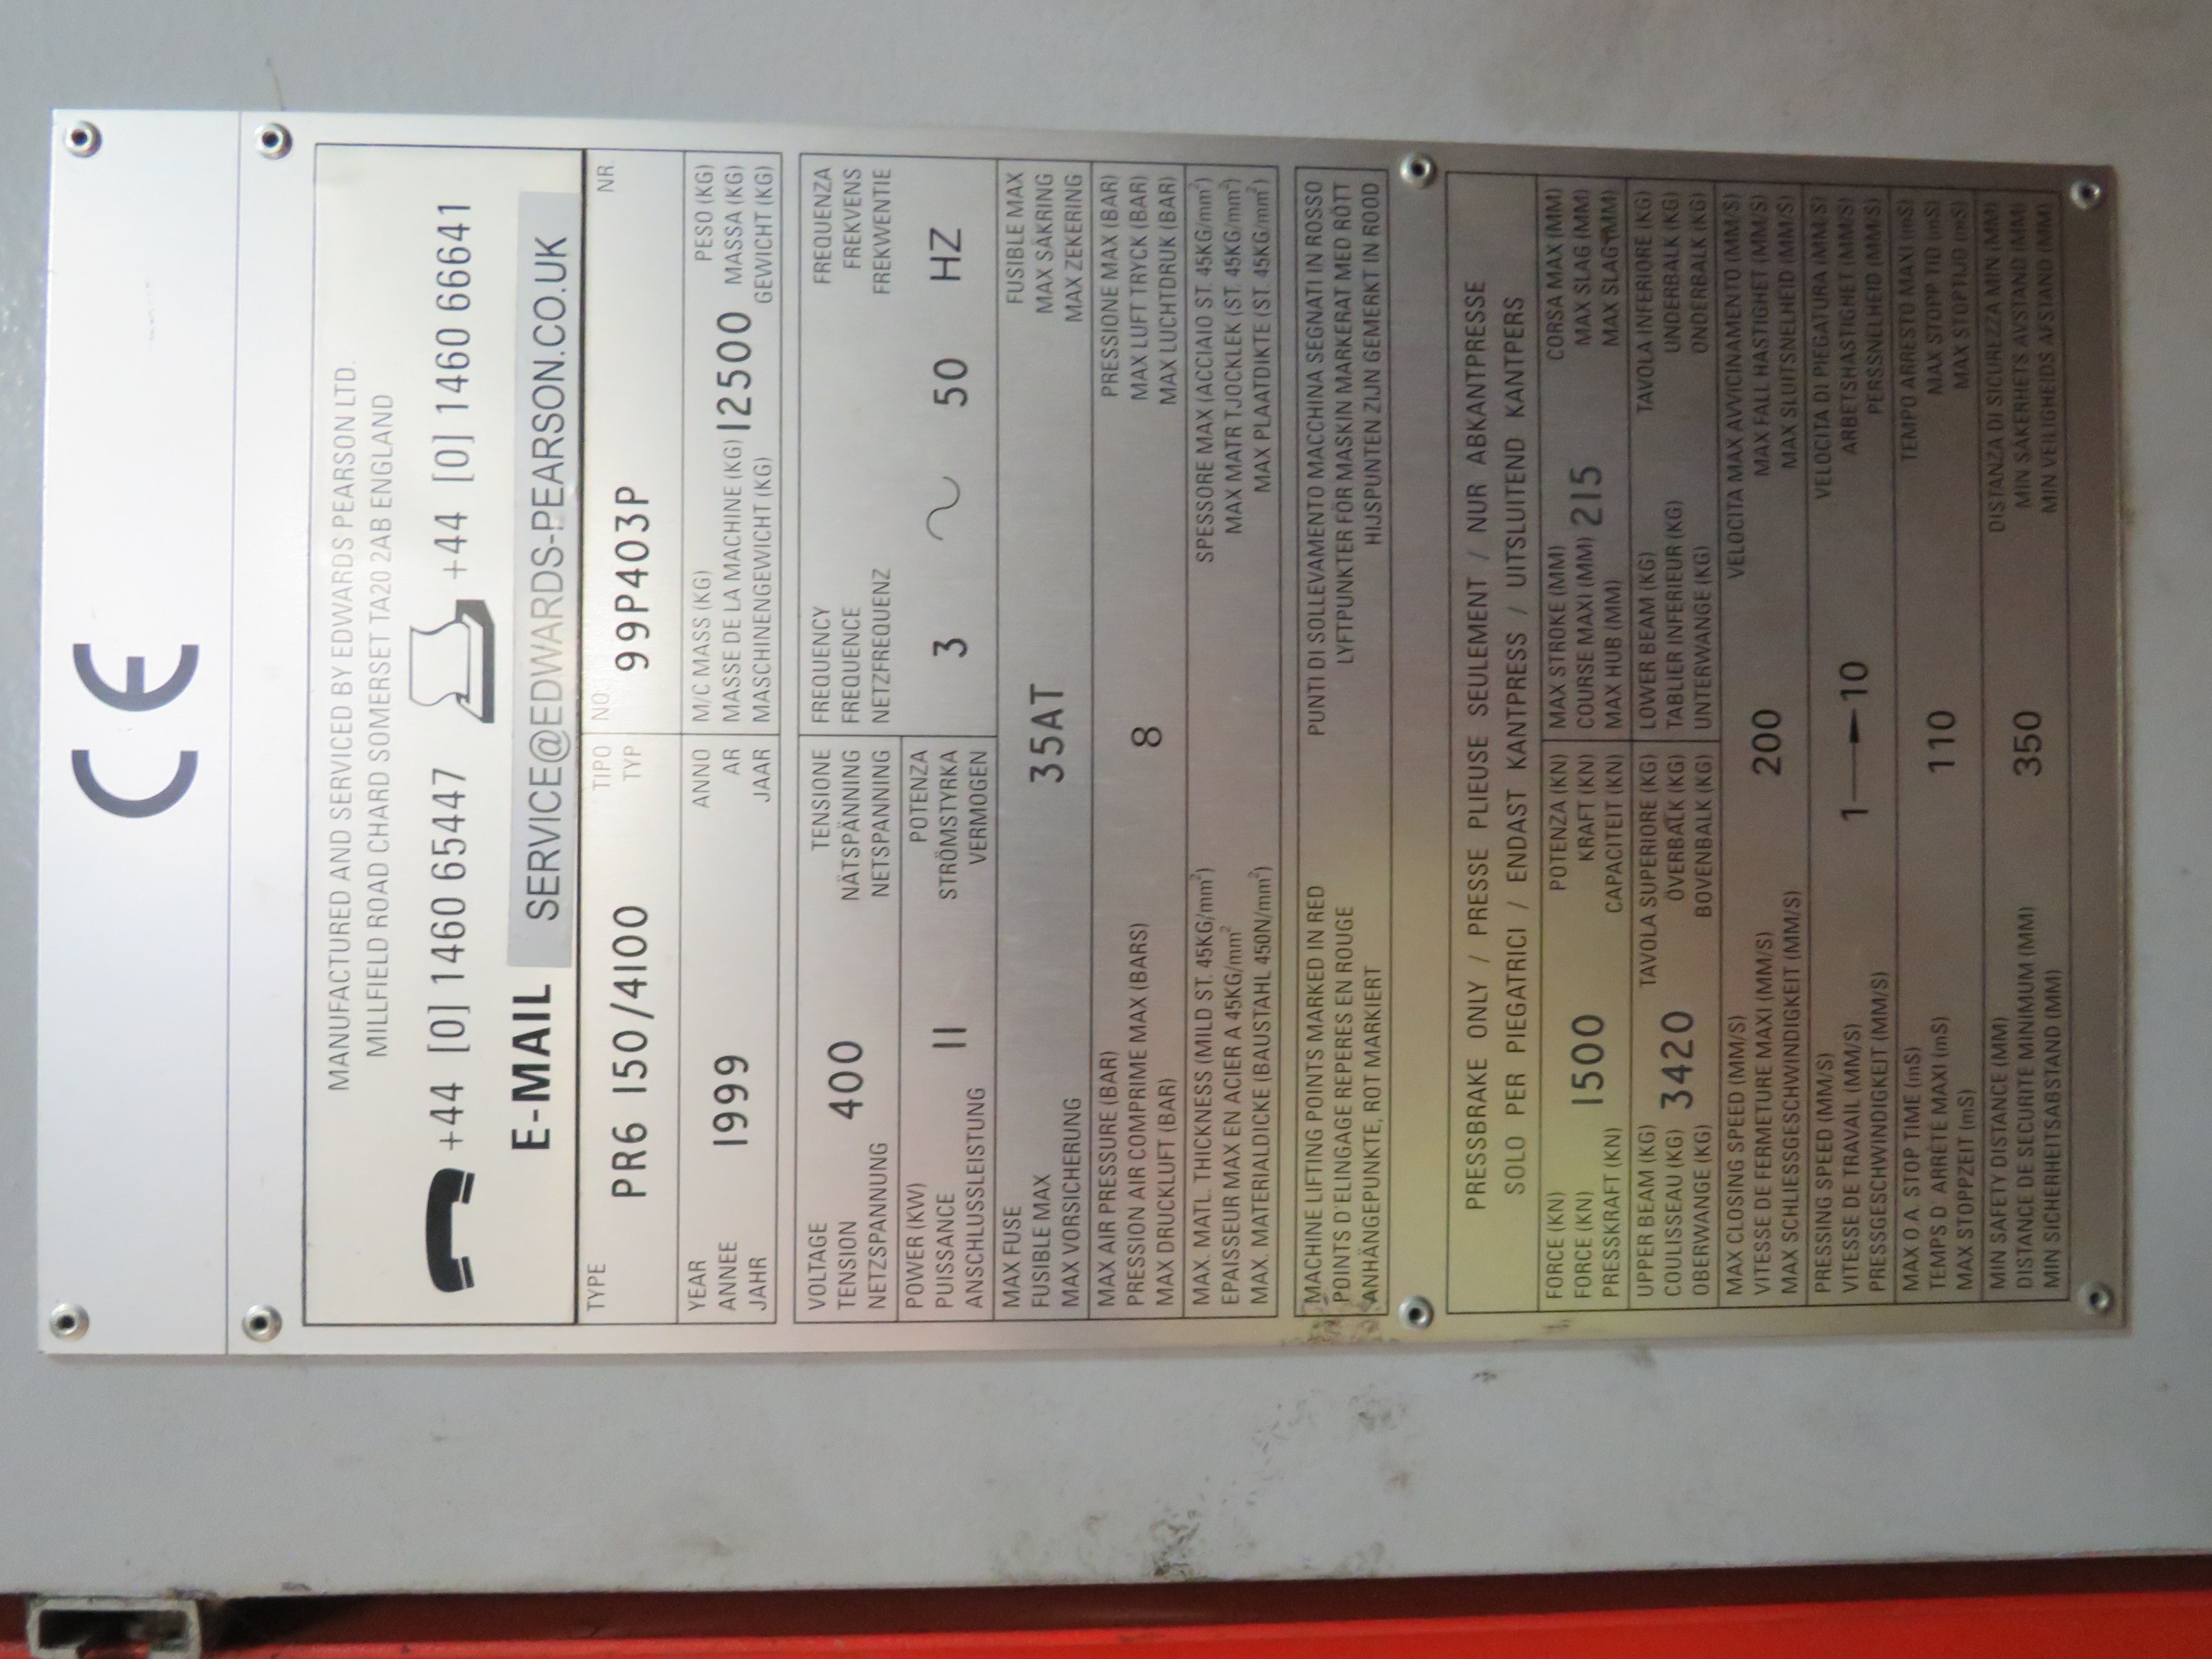 CE
MANUFACTURED AND SERVICED BY EDWARDS PEARSON LTD.
MILLFIELD ROAD CHARD SOMERSET TA20 2AB ENGLAND
+44 [0] 1460 65447 +44 [0] 1460 66641
E-MAIL SERVICE@EDWARDS-PEARSON.CO.UK
TYPE PR6 150/4100 TIPO TYP NO. 99P403P NR.
YEAR ANNO M/C MASS (KG) PESO (KG)
ANNEE 1999 AR MASSE DE LA MACHINE (KG) 12500 MASSA (KG)
JAHR JAAR MASCHINENGEWICHT (KG) GEWICHT (KG)
VOLTAGE TENSIONE FREQUENCY FREQUENZA
TENSION 400 NÄTSPÄNNING FREQUENCE FREKVENS
NETZSPANNUNG NETSPANNING NETZFREQUENZ FREKWENTIE
POWER (KW) POTENZA
PUISSANCE 11 STRÖMSTYRKA 3 ~ 50 HZ
ANSCHLUSSLEISTUNG VERMOGEN
MAX FUSE FUSIBLE MAX
FUSIBLE MAX 35AT MAX SÄKRING
MAX VORSICHERUNG MAX ZEKERING
MAX AIR PRESSURE (BAR) PRESSIONE MAX (BAR)
PRESSION AIR COMPRIME MAX (BARS) 8 MAX LUFT TRYCK (BAR)
MAX DRUCKLUFT (BAR) MAX LUCHTDRUK (BAR)
MAX. MATL. THICKNESS (MILD ST. 45KG/mm²) SPESSORE MAX (ACCIAIO ST. 45KG/mm²)
EPAISSEUR MAX EN ACIER A 45KG/mm² MAX MATR TJOCKLEK (ST. 45KG/mm²)
MAX. MATERIALDICKE (BAUSTAHL 450N/mm²) MAX PLAATDIKTE (ST. 45KG/mm²)
MACHINE LIFTING POINTS MARKED IN RED PUNTI DI SOLLEVAMENTO MACCHINA SEGNATI IN ROSSO
POINTS D'ELINGAGE REPERES EN ROUGE LYFTPUNKTER FÖR MASKIN MARKERAT MED RÖTT
ANHÄNGEPUNKTE, ROT MARKIERT HIJSPUNTEN ZIJN GEMERKT IN ROOD
PRESSBRAKE ONLY / PRESSE PLIEUSE SEULEMENT / NUR ABKANTPRESSE
SOLO PER PIEGATRICI / ENDAST KANTPRESS / UITSLUITEND KANTPERS
FORCE (KN) POTENZA (KN) MAX STROKE (MM) CORSA MAX (MM)
FORCE (KN) 1500 KRAFT (KN) COURSE MAXI (MM) 215 MAX SLAG (MM)
PRESSKRAFT (KN) CAPACITEIT (KN) MAX HUB (MM) MAX SLAG (MM)
UPPER BEAM (KG) TAVOLA SUPERIORE (KG) LOWER BEAM (KG) TAVOLA INFERIORE (KG)
COULISSEAU (KG) 3420 ÖVERBALK (KG) TABLIER INFERIEUR (KG) UNDERBALK (KG)
OBERWANGE (KG) BOVENBALK (KG) UNTERWANGE (KG) ONDERBALK (KG)
MAX CLOSING SPEED (MM/S) VELOCITA MAX AVVICINAMENTO (MM/S)
VITESSE DE FERMETURE MAXI (MM/S) 200 MAX FALL HASTIGHET (MM/S)
MAX SCHLIESSGESCHWINDIGKEIT (MM/S) MAX SLUITSNELHEID (MM/S)
PRESSING SPEED (MM/S) VELOCITA DI PIEGATURA (MM/S)
VITESSE DE TRAVAIL (MM/S) 1 → 10 ARBETSHASTIGHET (MM/S)
PRESSGESCHWINDIGKEIT (MM/S) PERSSNELHEID (MM/S)
MAX O.A. STOP TIME (mS) TEMPO ARRESTO MAXI (mS)
TEMPS D'ARRÈTE MAXI (mS) 110 MAX STOPP TID (mS)
MAX STOPPZEIT (mS) MAX STOPTIJD (mS)
MIN SAFETY DISTANCE (MM) DISTANZA DI SICUREZZA MIN (MM)
DISTANCE DE SECURITE MINIMUM (MM) 350 MIN SÄKERHETS AVSTAND (MM)
MIN SICHERHEITSABSTAND (MM) MIN VEILIGHEIDS AFSTAND (MM)